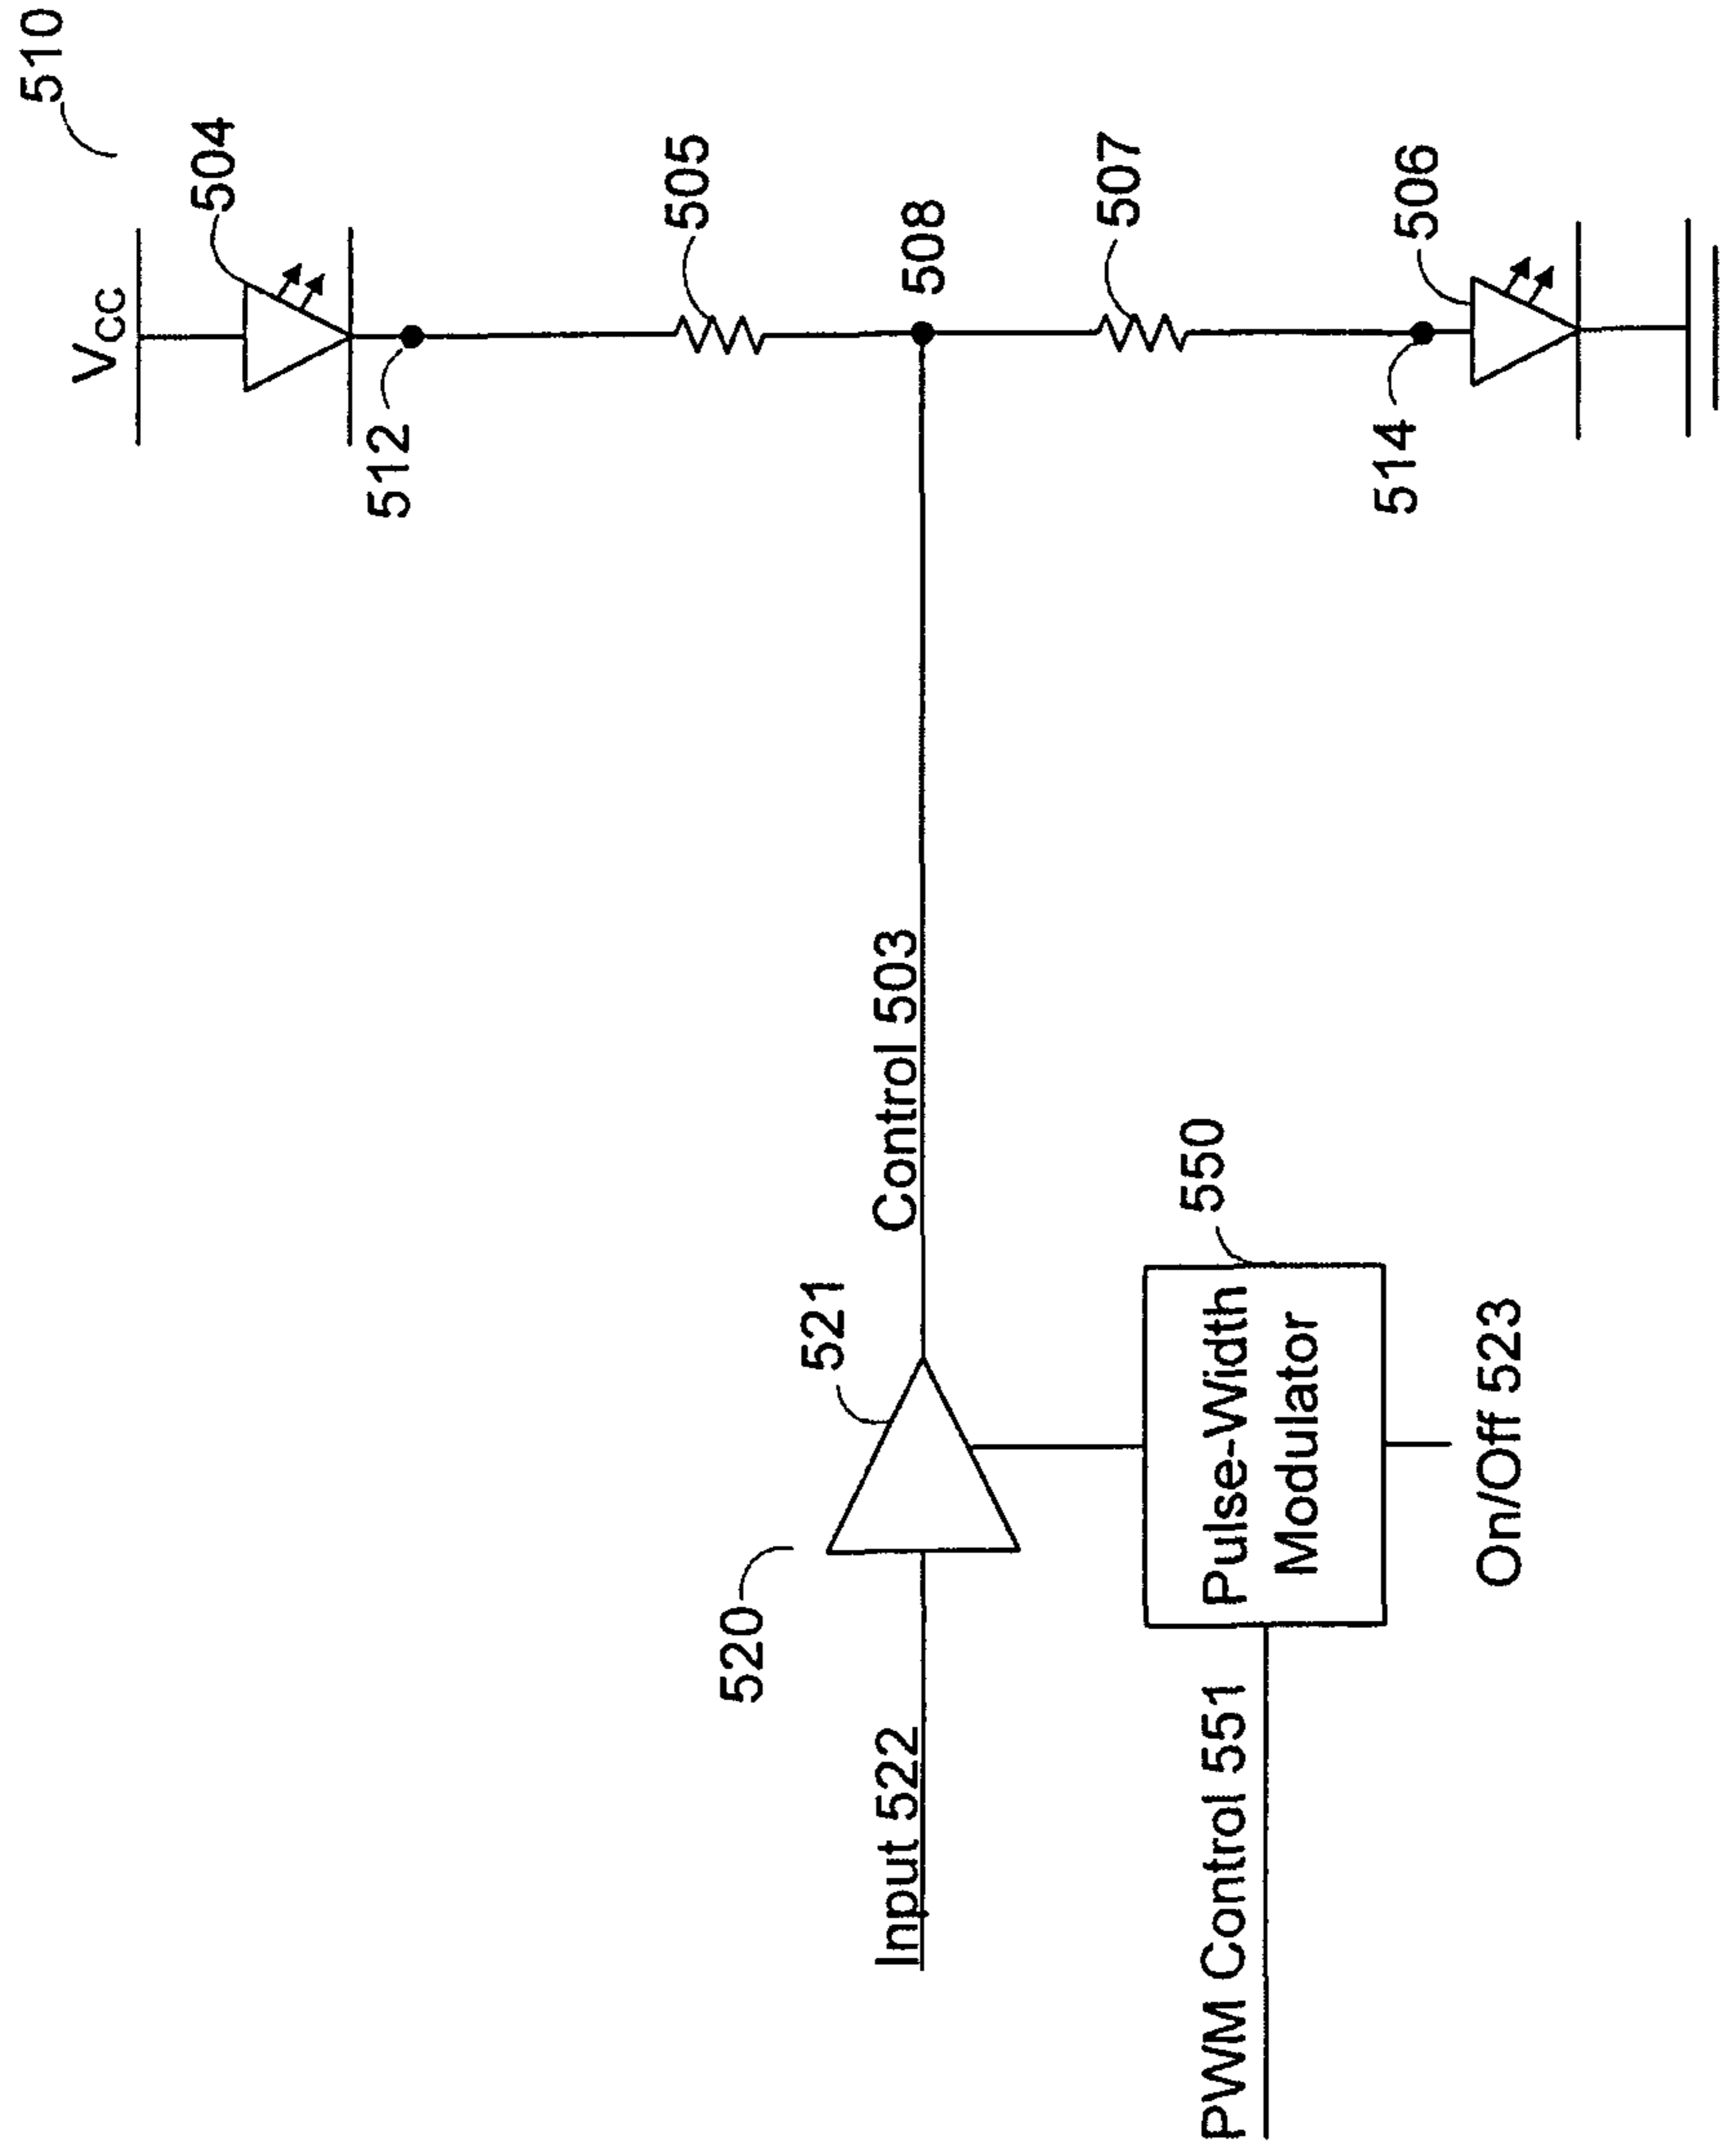 510
VCC
504
512
505
508
507
514
506
Control 503
521
520
Input 522
550
Pulse-Width
Modulator
PWM Control 551
On/Off 523